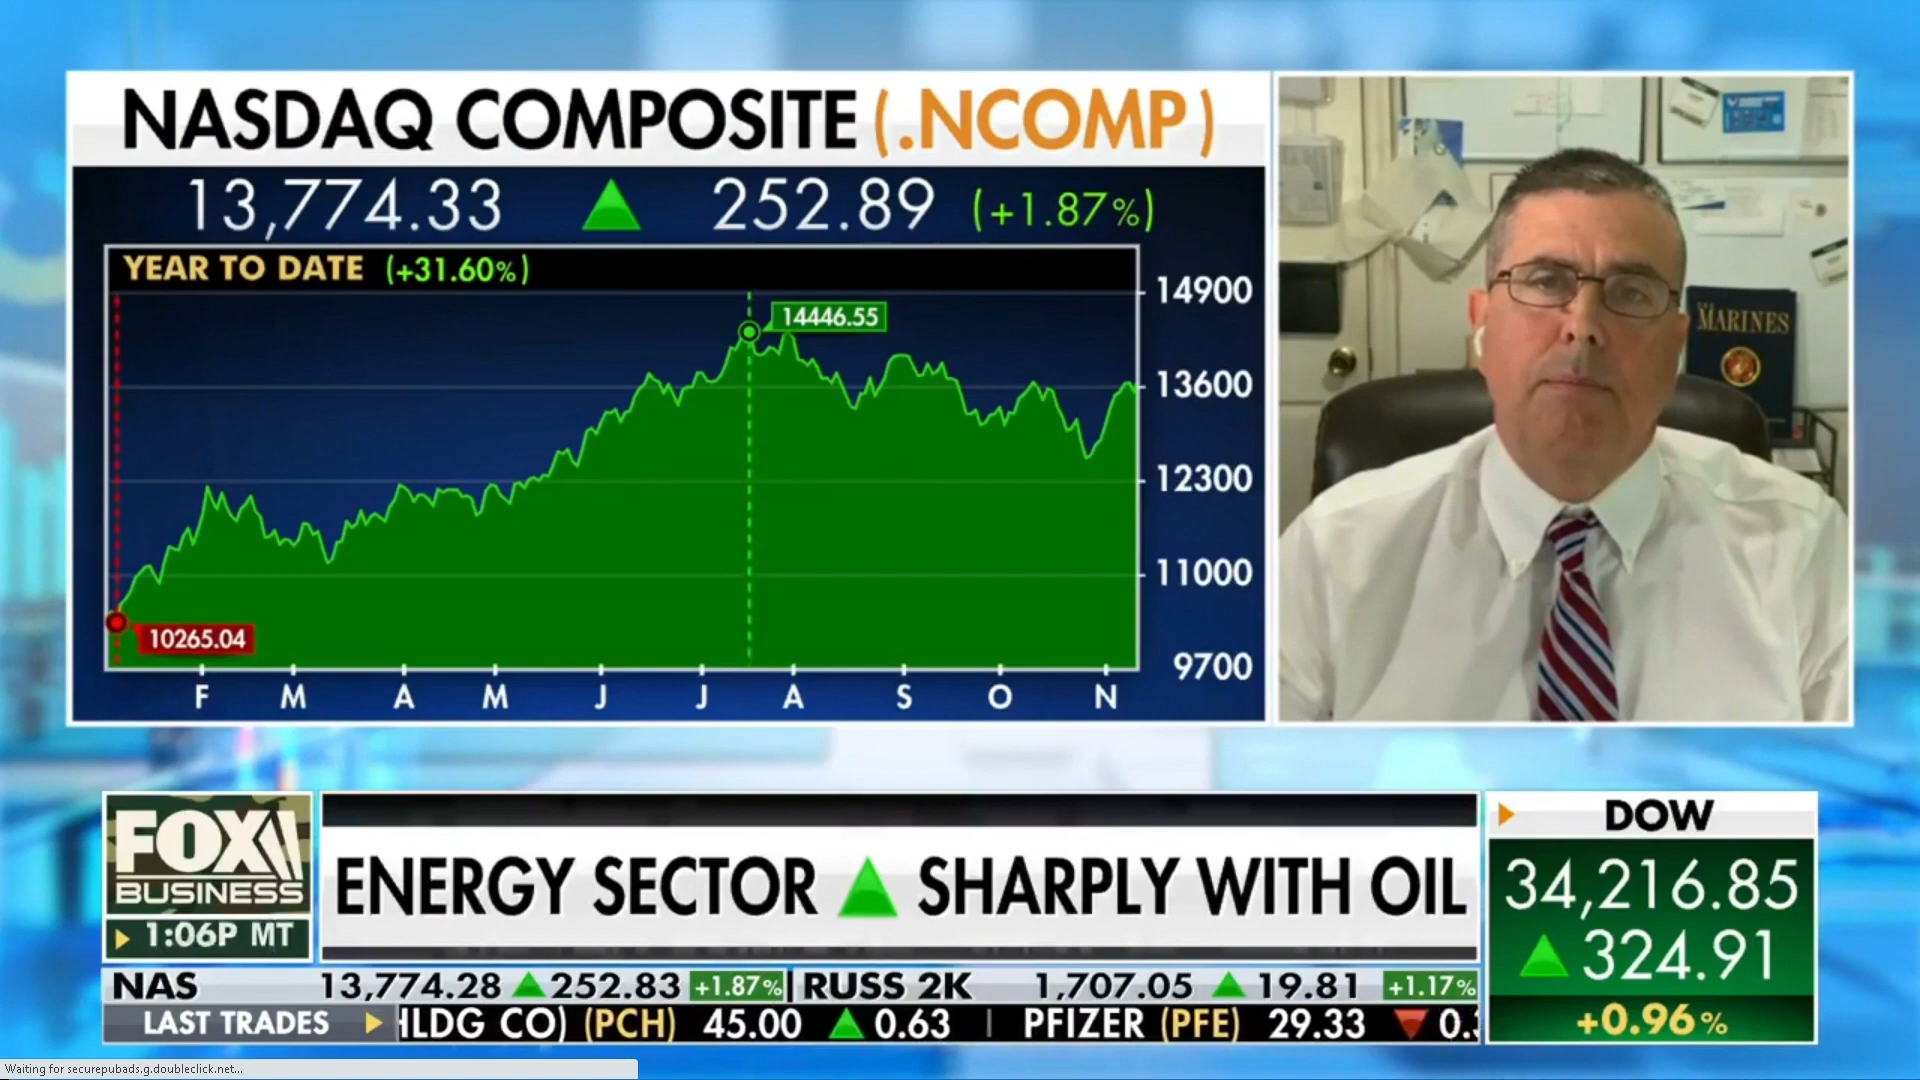 NASDAQ COMPOSITE (.NCOMP)
13,774.33 ▲ 252.89 (+1.87%)
YEAR TO DATE (+31.60%)
14900
14446.55
13600
12300
11000
10265.04
9700
F M A M J J A S O N
MARINES
FOX BUSINESS
1:06P MT
ENERGY SECTOR ▲ SHARPLY WITH OIL
DOW
34,216.85
▲ 324.91
+0.96%
NAS 13,774.28 ▲ 252.83 +1.87% RUSS 2K 1,707.05 ▲ 19.81 +1.17%
LAST TRADES HLDG CO) (PCH) 45.00 ▲ 0.63 | PFIZER (PFE) 29.33 ▼ 0.3
Waiting for securepubads.g.doubleclick.net...